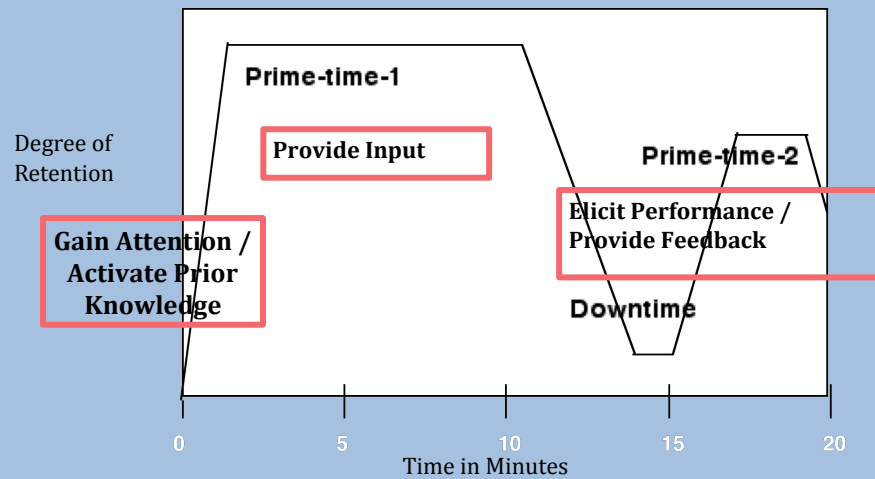 Prime-time-1
Degree of
Retention
Provide Input
Prime-time-2
Gain Attention /
Activate Prior
Knowledge
Elicit Performance /
Provide Feedback
Downtime
0 5 10 15 20
Time in Minutes